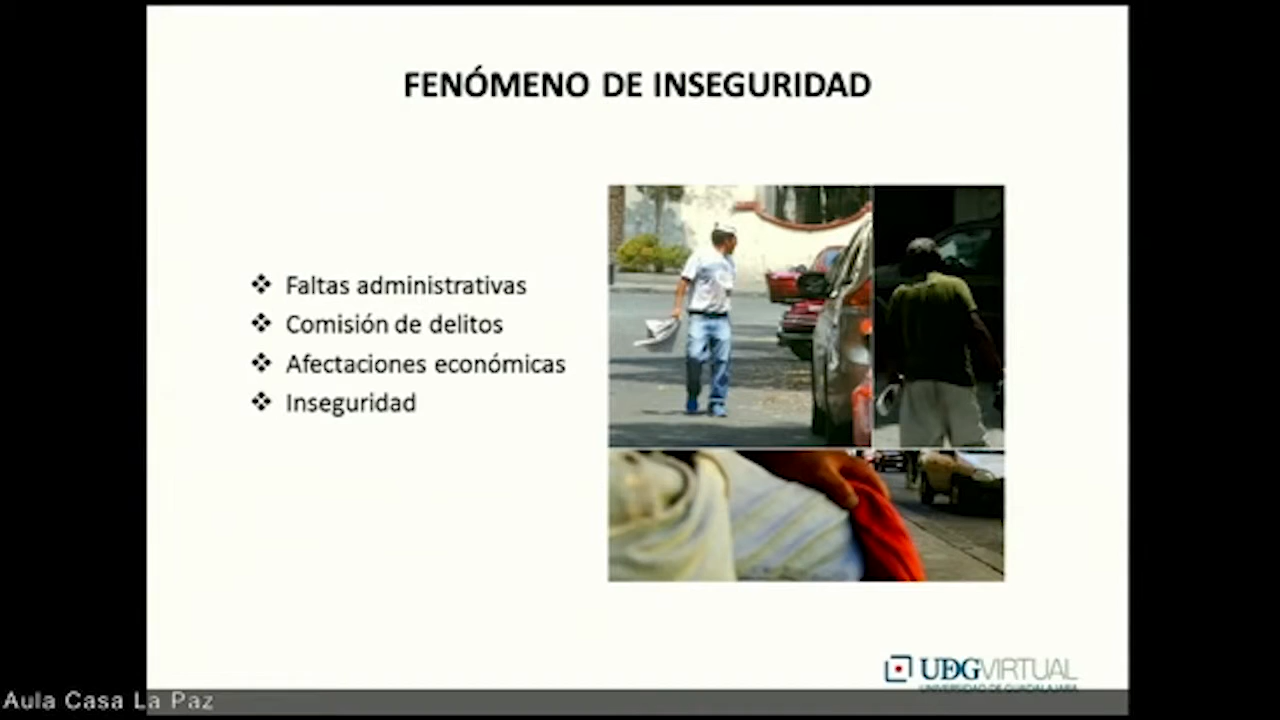 FENÓMENO DE INSEGURIDAD
❖ Faltas administrativas
❖ Comisión de delitos
❖ Afectaciones económicas
❖ Inseguridad
UDGVIRTUAL
UNIVERSIDAD DE GUADALAJARA
Aula Casa La Paz